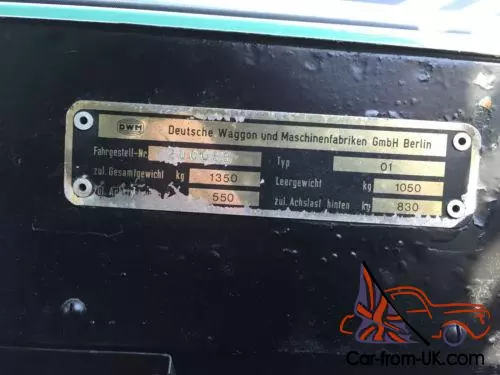 DWM Deutsche Waggon und Maschinenfabriken GmbH Berlin
Fahrgestell-Nr. Typ 01
zul. Gesamtgewicht kg 1350 Leergewicht kg 1050
550 zul. Achslast hinten kg 830
Car-from-UK.com